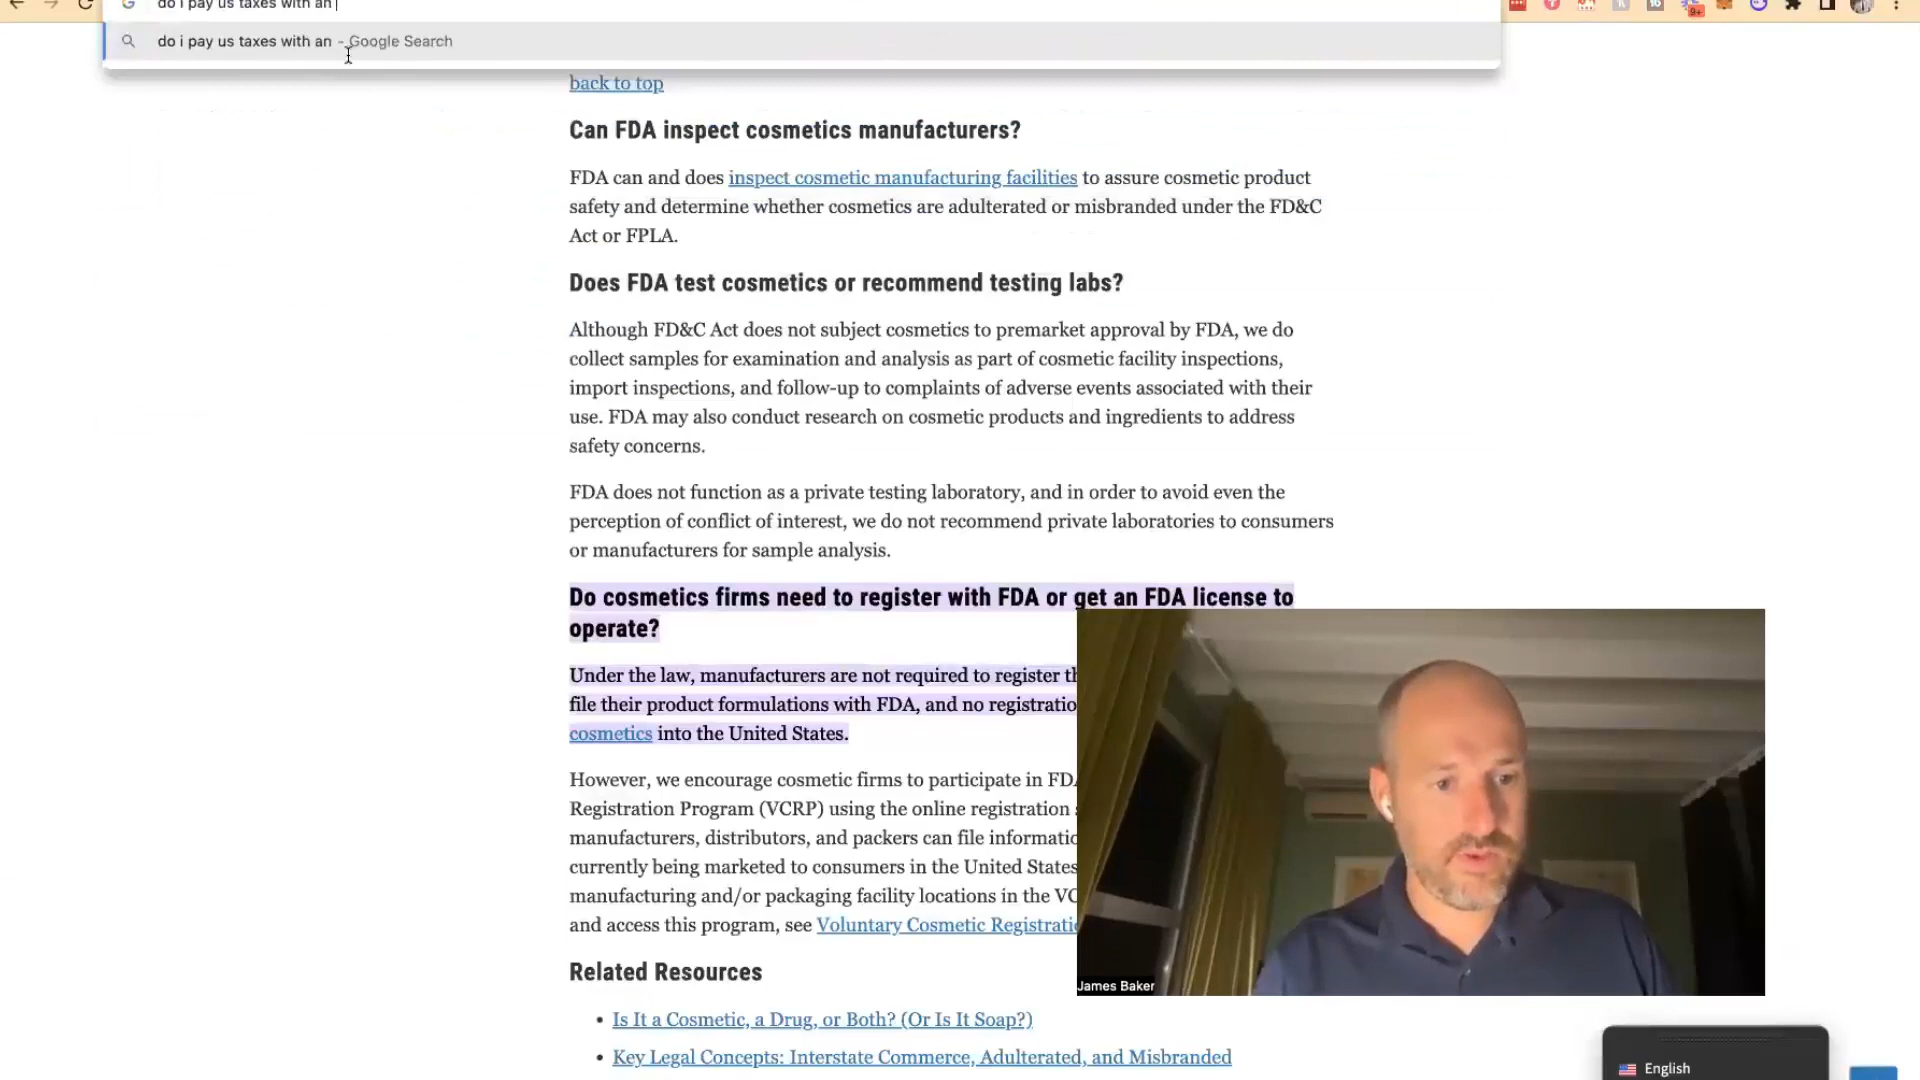 do i pay us taxes with an
do i pay us taxes with an - Google Search
9+
back to top
Can FDA inspect cosmetics manufacturers?
FDA can and does inspect cosmetic manufacturing facilities to assure cosmetic product
safety and determine whether cosmetics are adulterated or misbranded under the FD&C
Act or FPLA.
Does FDA test cosmetics or recommend testing labs?
Although FD&C Act does not subject cosmetics to premarket approval by FDA, we do
collect samples for examination and analysis as part of cosmetic facility inspections,
import inspections, and follow-up to complaints of adverse events associated with their
use. FDA may also conduct research on cosmetic products and ingredients to address
safety concerns.
FDA does not function as a private testing laboratory, and in order to avoid even the
perception of conflict of interest, we do not recommend private laboratories to consumers
or manufacturers for sample analysis.
Do cosmetics firms need to register with FDA or get an FDA license to
operate?
Under the law, manufacturers are not required to register th
file their product formulations with FDA, and no registratio
cosmetics into the United States.
However, we encourage cosmetic firms to participate in FDA
Registration Program (VCRP) using the online registration
manufacturers, distributors, and packers can file informatio
currently being marketed to consumers in the United States
manufacturing and/or packaging facility locations in the VC
and access this program, see Voluntary Cosmetic Registratio
James Baker
Related Resources
• Is It a Cosmetic, a Drug, or Both? (Or Is It Soap?)
• Key Legal Concepts: Interstate Commerce, Adulterated, and Misbranded
English